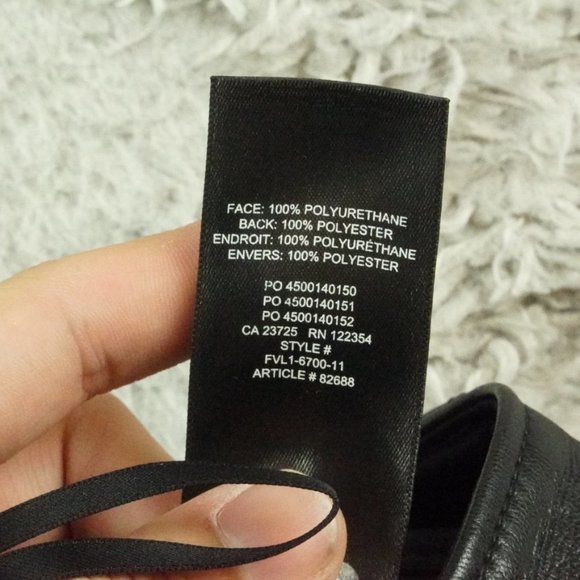 FACE: 100% POLYURETHANE
BACK: 100% POLYESTER
ENDROIT: 100% POLYURÉTHANE
ENVERS: 100% POLYESTER
PO 4500140150
PO 4500140151
PO 4500140152
CA 23725 RN 122354
STYLE #
FVL1-6700-11
ARTICLE # 82688